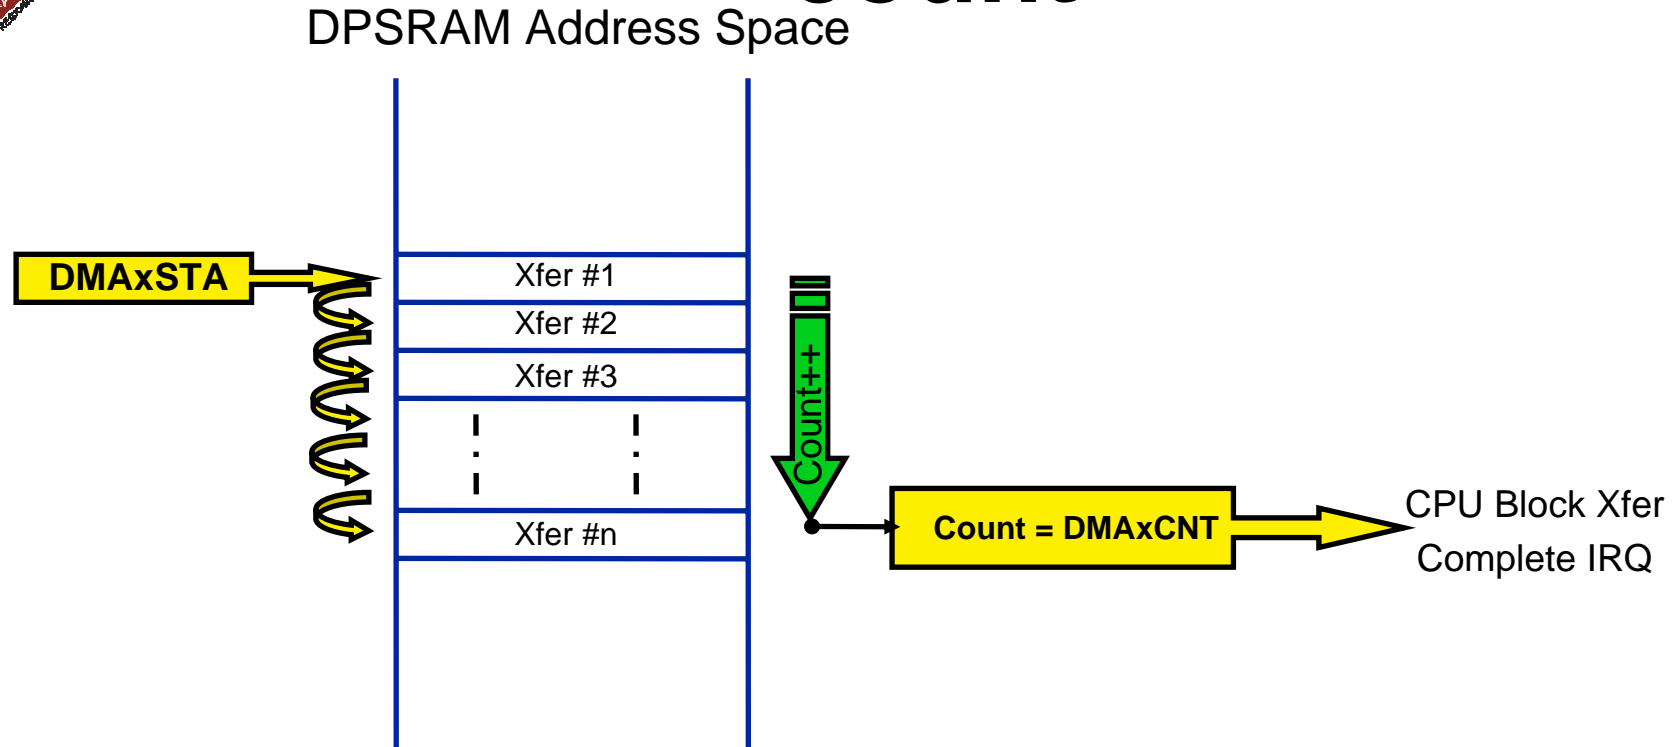 DPSRAM Address Space
DMAxSTA
Xfer #1
Xfer #2
Xfer #3
Xfer #n
Count++
Count = DMAxCNT
CPU Block Xfer
Complete IRQ